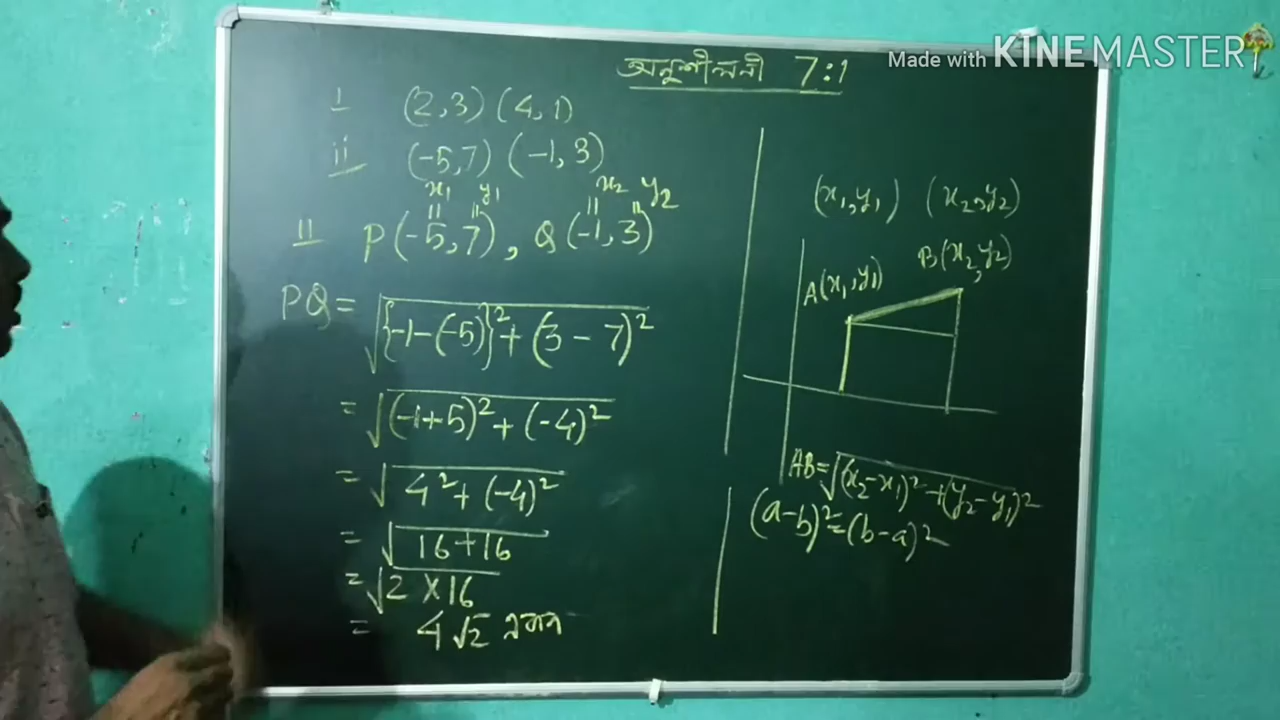 Made with KINEMASTER
অনুশীলনী 7:1
i (2,3) (4,1)
ii (-5,7) (-1,3)
x₁ y₁ x₂ y₂
ii P(-5,7), Q(-1,3)
PQ = √{-1-(-5)}² + (3-7)²
= √(-1+5)² + (-4)²
= √4² + (-4)²
= √16+16
= √2 × 16
= 4√2 একক
(x₁,y₁) (x₂,y₂)
B(x₂,y₂)
A(x₁,y₁)
AB = √(x₂-x₁)² + (y₂-y₁)²
(a-b)² = (b-a)²